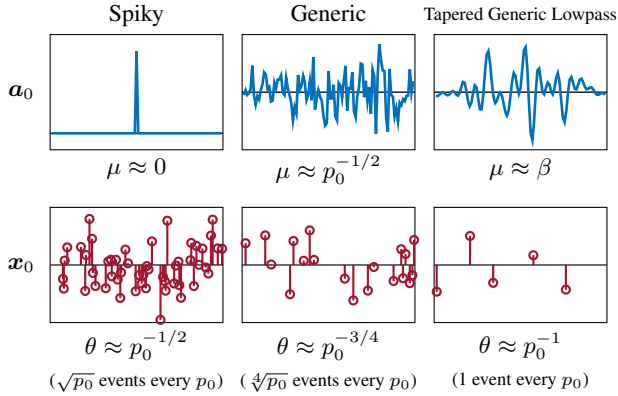 Spiky Generic Tapered Generic Lowpass
a₀
μ ≈ 0 μ ≈ p₀^{-1/2} μ ≈ β
x₀
θ ≈ p₀^{-1/2} θ ≈ p₀^{-3/4} θ ≈ p₀^{-1}
(√p₀ events every p₀) (∜p₀ events every p₀) (1 event every p₀)